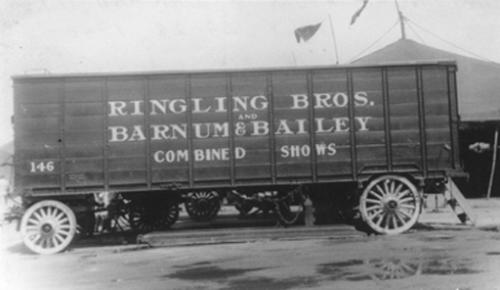 RINGLING BROS.
AND
BARNUM & BAILEY
COMBINED SHOWS
146